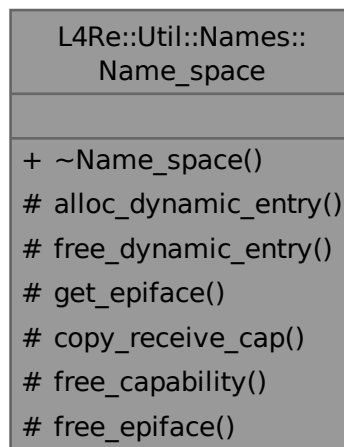 L4Re::Util::Names::
Name_space
+ ~Name_space()
# alloc_dynamic_entry()
# free_dynamic_entry()
# get_epiface()
# copy_receive_cap()
# free_capability()
# free_epiface()